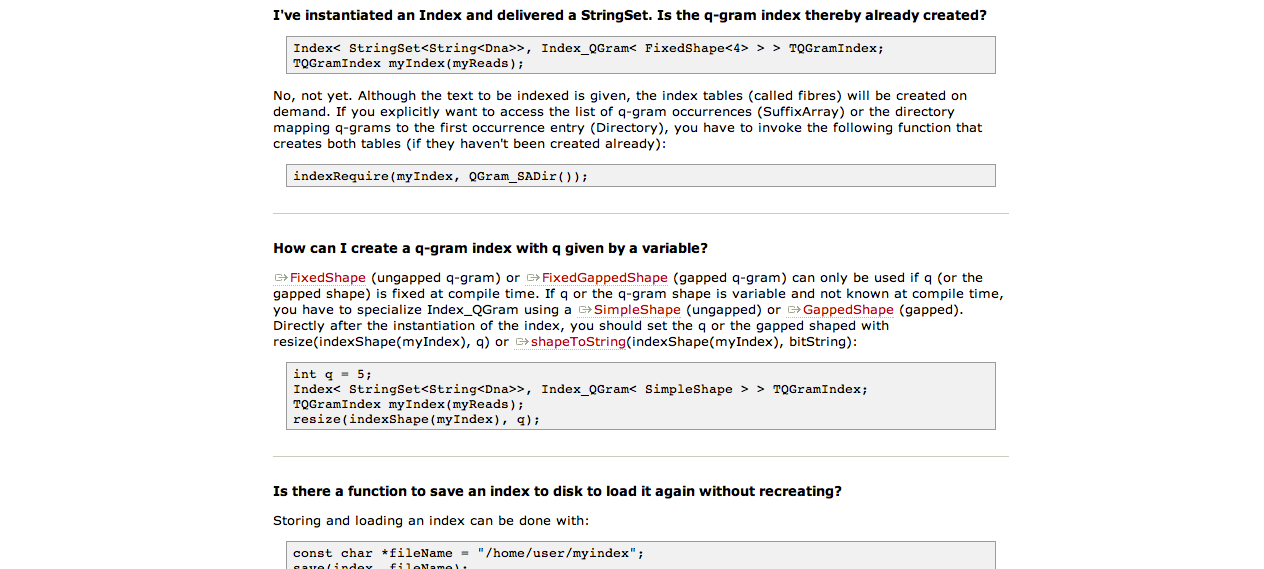 I've instantiated an Index and delivered a StringSet. Is the q-gram index thereby already created?
Index< StringSet<String<Dna>>, Index_QGram< FixedShape<4> > > TQGramIndex;
TQGramIndex myIndex(myReads);
No, not yet. Although the text to be indexed is given, the index tables (called fibres) will be created on
demand. If you explicitly want to access the list of q-gram occurrences (SuffixArray) or the directory
mapping q-grams to the first occurrence entry (Directory), you have to invoke the following function that
creates both tables (if they haven't been created already):
indexRequire(myIndex, QGram_SADir());
How can I create a q-gram index with q given by a variable?
FixedShape (ungapped q-gram) or FixedGappedShape (gapped q-gram) can only be used if q (or the
gapped shape) is fixed at compile time. If q or the q-gram shape is variable and not known at compile time,
you have to specialize Index_QGram using a SimpleShape (ungapped) or GappedShape (gapped).
Directly after the instantiation of the index, you should set the q or the gapped shaped with
resize(indexShape(myIndex), q) or shapeToString(indexShape(myIndex), bitString):
int q = 5;
Index< StringSet<String<Dna>>, Index_QGram< SimpleShape > > TQGramIndex;
TQGramIndex myIndex(myReads);
resize(indexShape(myIndex), q);
Is there a function to save an index to disk to load it again without recreating?
Storing and loading an index can be done with:
const char *fileName = "/home/user/myindex";
save(index, fileName);